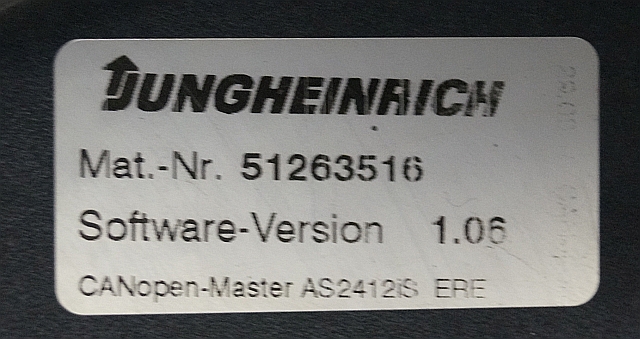 JUNGHEINRICH
Mat.-Nr. 51263516
Software-Version 1.06
CANopen-Master AS2412iS ERE